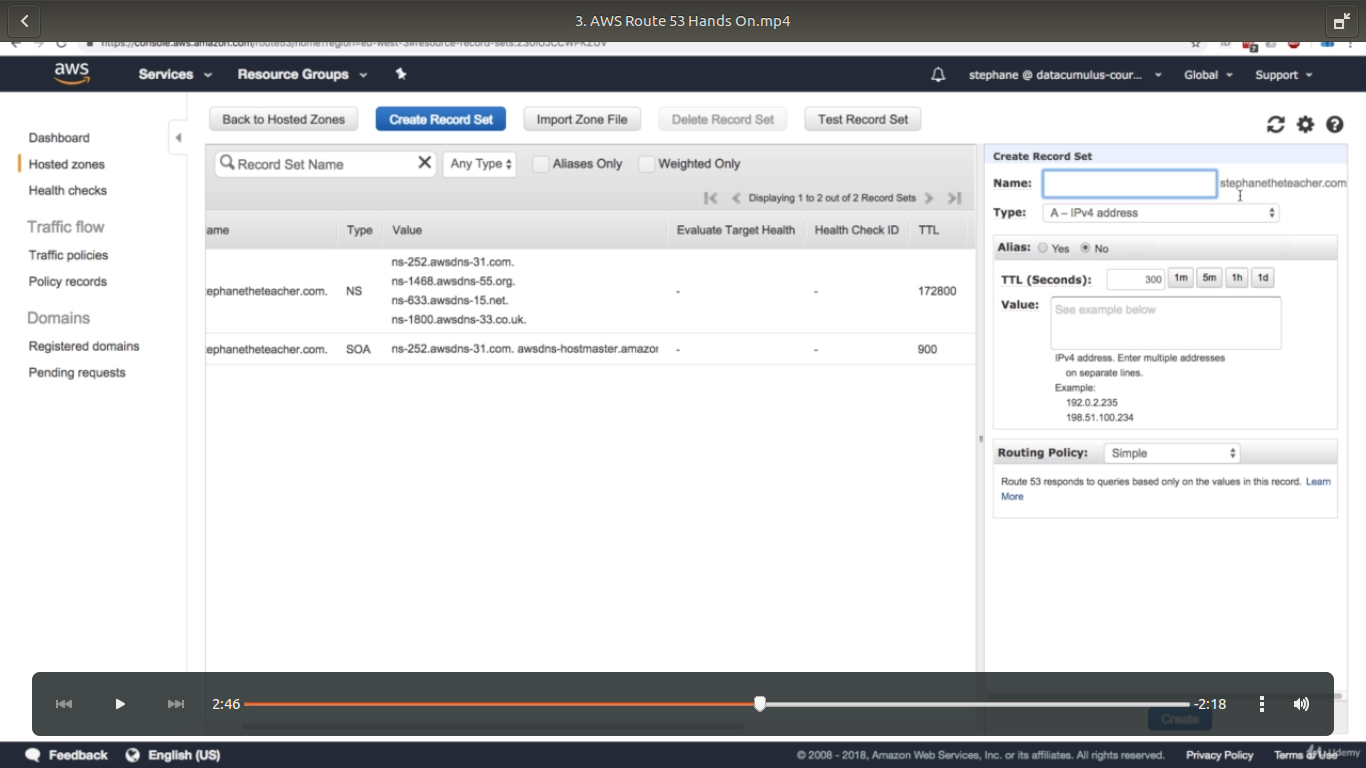 3. AWS Route 53 Hands On.mp4
aws
Services
Resource Groups
stephane @ datacumulus-cour...
Global
Support
Dashboard
Hosted zones
Health checks
Traffic flow
Traffic policies
Policy records
Domains
Registered domains
Pending requests
Back to Hosted Zones
Create Record Set
Import Zone File
Delete Record Set
Test Record Set
Record Set Name
Any Type
Aliases Only
Weighted Only
Displaying 1 to 2 out of 2 Record Sets
ame Type Value Evaluate Target Health Health Check ID TTL
ephanetheteacher.com. NS
ns-252.awsdns-31.com.
ns-1468.awsdns-55.org.
ns-633.awsdns-15.net.
ns-1800.awsdns-33.co.uk.
- - 172800
ephanetheteacher.com. SOA ns-252.awsdns-31.com. awsdns-hostmaster.amazor - - 900
Create Record Set
Name: stephanetheteacher.com
Type: A – IPv4 address
Alias: Yes No
TTL (Seconds): 300 1m 5m 1h 1d
Value: See example below
IPv4 address. Enter multiple addresses
on separate lines.
Example:
192.0.2.235
198.51.100.234
Routing Policy: Simple
Route 53 responds to queries based only on the values in this record. Learn
More
2:46
-2:18
Create
Feedback
English (US)
© 2008 - 2018, Amazon Web Services, Inc. or its affiliates. All rights reserved.
Privacy Policy
Terms of Use
Udemy